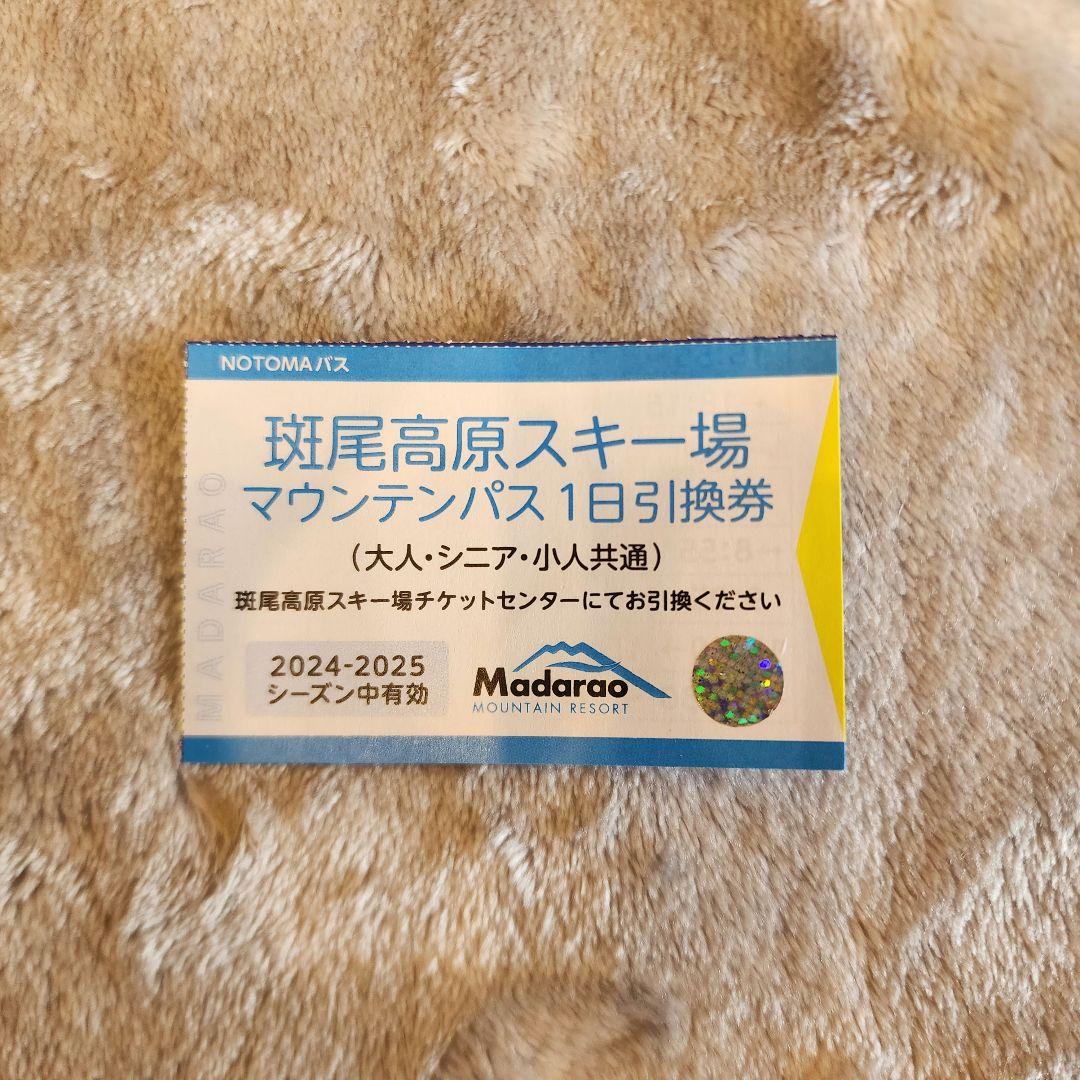 NOTOMAパス
斑尾高原スキー場
マウンテンパス1日引換券
（大人・シニア・小人共通）
斑尾高原スキー場チケットセンターにてお引換ください
MADARAO
2024-2025
シーズン中有効
Madarao
MOUNTAIN RESORT